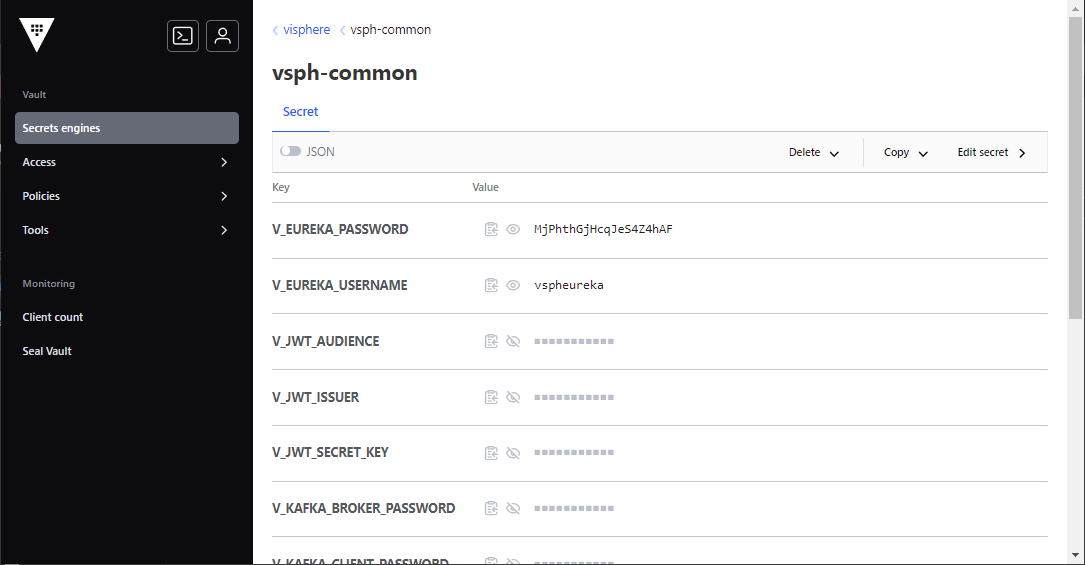 visphere vsph-common
vsph-common
Vault
Secrets engines
Access
Policies
Tools
Monitoring
Client count
Seal Vault
Secret
JSON Delete Copy Edit secret
Key Value
V_EUREKA_PASSWORD MjPhthGjHcqJeS4Z4hAF
V_EUREKA_USERNAME vspheureka
V_JWT_AUDIENCE
V_JWT_ISSUER
V_JWT_SECRET_KEY
V_KAFKA_BROKER_PASSWORD
V_KAFKA_CLIENT_PASSWORD